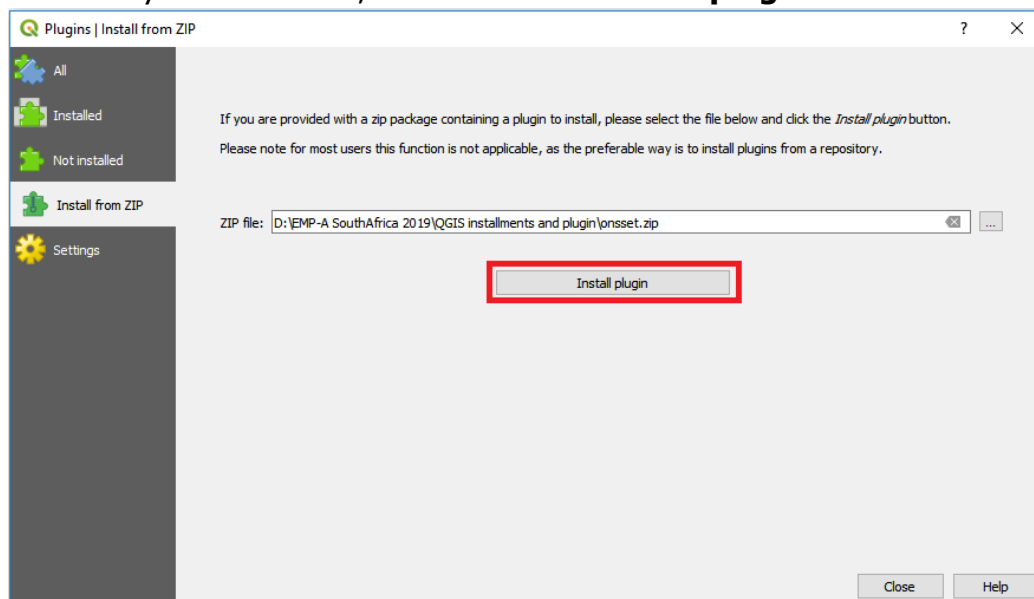 Plugins | Install from ZIP
?
All
Installed
If you are provided with a zip package containing a plugin to install, please select the file below and click the Install plugin button.
Not installed
Please note for most users this function is not applicable, as the preferable way is to install plugins from a repository.
Install from ZIP
ZIP file: D:\EMP-A SouthAfrica 2019\QGIS installments and plugin\onsset.zip ...
Settings
Install plugin
Close Help